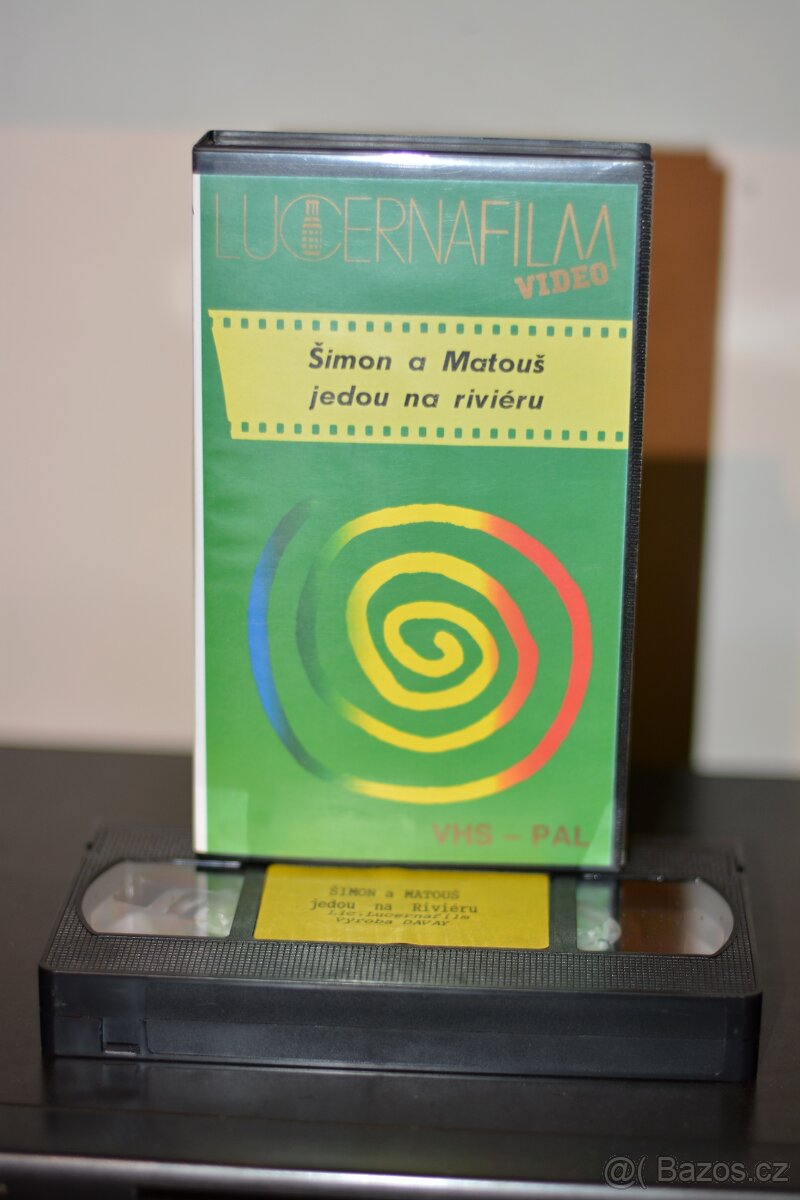 LUCERNAFILM
VIDEO
Šimon a Matouš
jedou na riviéru
VHS – PAL
ŠIMON a MATOUŠ
jedou na Riviéru
Lic.Lucernafilm
Výroba DAVAY
@( Bazos.cz